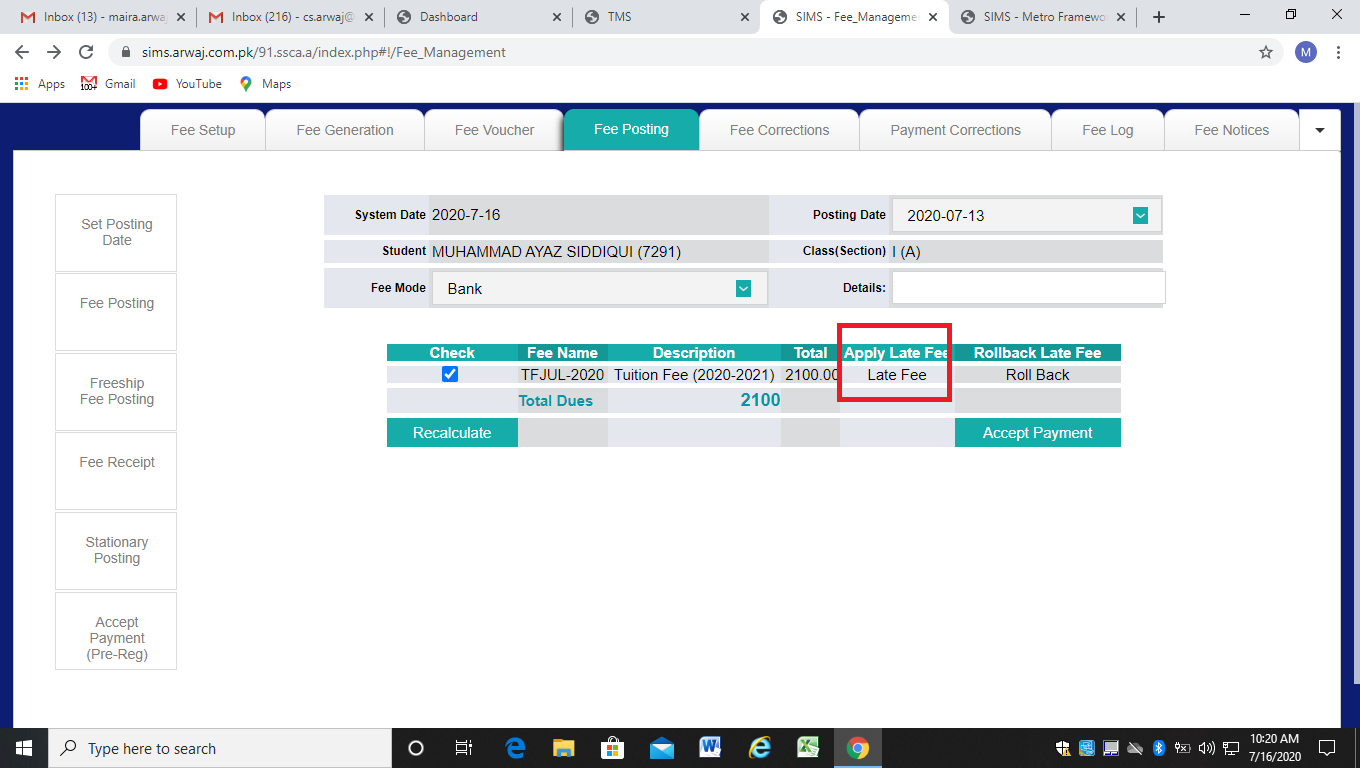 Inbox (13) - maira.arwaj
Inbox (216) - cs.arwaj@
Dashboard
TMS
SIMS - Fee_Manageme
SIMS - Metro Framewo
sims.arwaj.com.pk/91.ssca.a/index.php#!/Fee_Management
M
Apps
100+
Gmail
YouTube
Maps
Fee Setup
Fee Generation
Fee Voucher
Fee Posting
Fee Corrections
Payment Corrections
Fee Log
Fee Notices
Set Posting
Date
Fee Posting
Freeship
Fee Posting
Fee Receipt
Stationary
Posting
Accept
Payment
(Pre-Reg)
System Date 2020-7-16 Posting Date 2020-07-13
Student MUHAMMAD AYAZ SIDDIQUI (7291) Class(Section) I (A)
Fee Mode Bank Details:
Check Fee Name Description Total Apply Late Fee Rollback Late Fee
TFJUL-2020 Tuition Fee (2020-2021) 2100.00 Late Fee Roll Back
Total Dues 2100
Recalculate Accept Payment
Type here to search
10:20 AM
7/16/2020